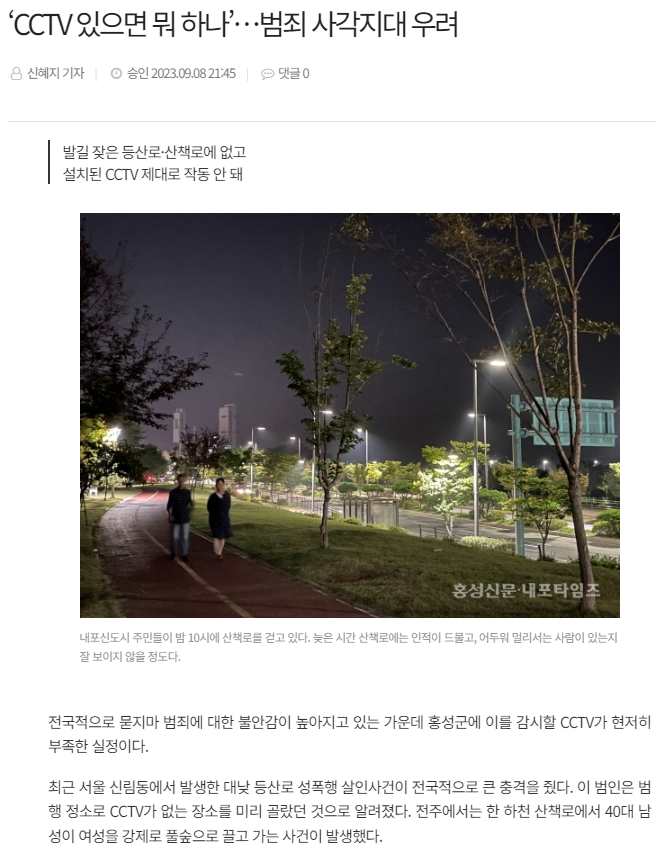 ‘CCTV 있으면 뭐 하나’…범죄 사각지대 우려
신혜지 기자 승인 2023.09.08 21:45 댓글 0
발길 잦은 등산로·산책로에 없고
설치된 CCTV 제대로 작동 안 돼
홍성신문·내포타임즈
내포신도시 주민들이 밤 10시에 산책로를 걷고 있다. 늦은 시간 산책로에는 인적이 드물고, 어두워 멀리서는 사람이 있는지
잘 보이지 않을 정도다.
전국적으로 묻지마 범죄에 대한 불안감이 높아지고 있는 가운데 홍성군에 이를 감시할 CCTV가 현저히
부족한 실정이다.
최근 서울 신림동에서 발생한 대낮 등산로 성폭행 살인사건이 전국적으로 큰 충격을 줬다. 이 범인은 범
행 정소로 CCTV가 없는 장소를 미리 골랐던 것으로 알려졌다. 전주에서는 한 하천 산책로에서 40대 남
성이 여성을 강제로 풀숲으로 끌고 가는 사건이 발생했다.